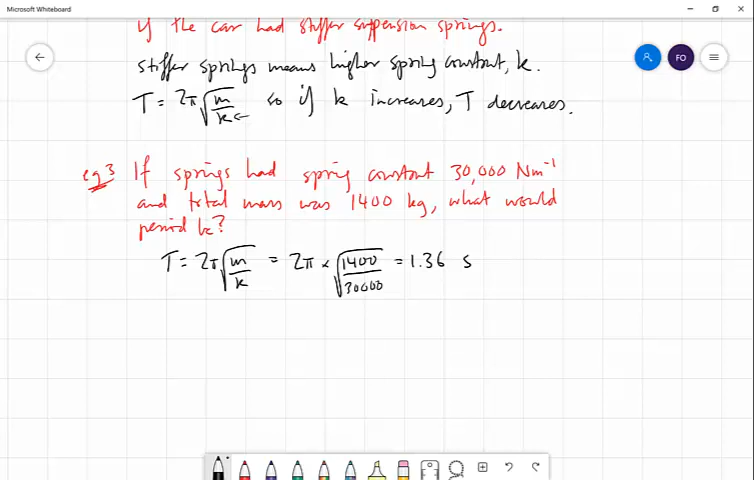 Microsoft Whiteboard
if the car had stiffer suspension springs.
stiffer springs means higher spring constant, k.
T = 2π√(m/k) ← so if k increases, T decreases.
FO
eg3 If springs had spring constant 30,000 Nm⁻¹
and total mass was 1400 kg, what would
period be?
T = 2π√(m/k) = 2π × √(1400/30000) = 1.36 s